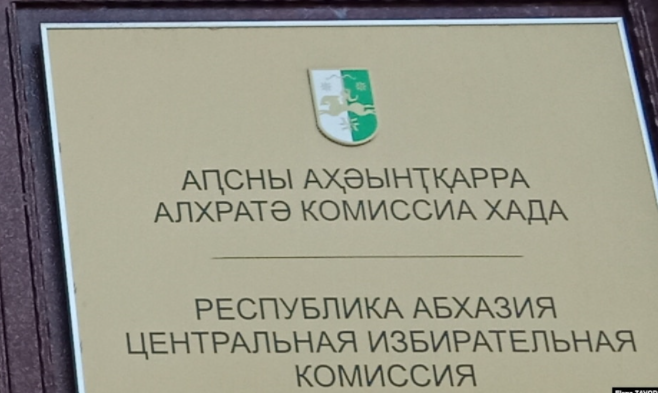 АԤСНЫ АҲӘЫНҬҚАРРА
АЛХРАТӘ КОМИССИА ХАДА
РЕСПУБЛИКА АБХАЗИЯ
ЦЕНТРАЛЬНАЯ ИЗБИРАТЕЛЬНАЯ
КОМИССИЯ